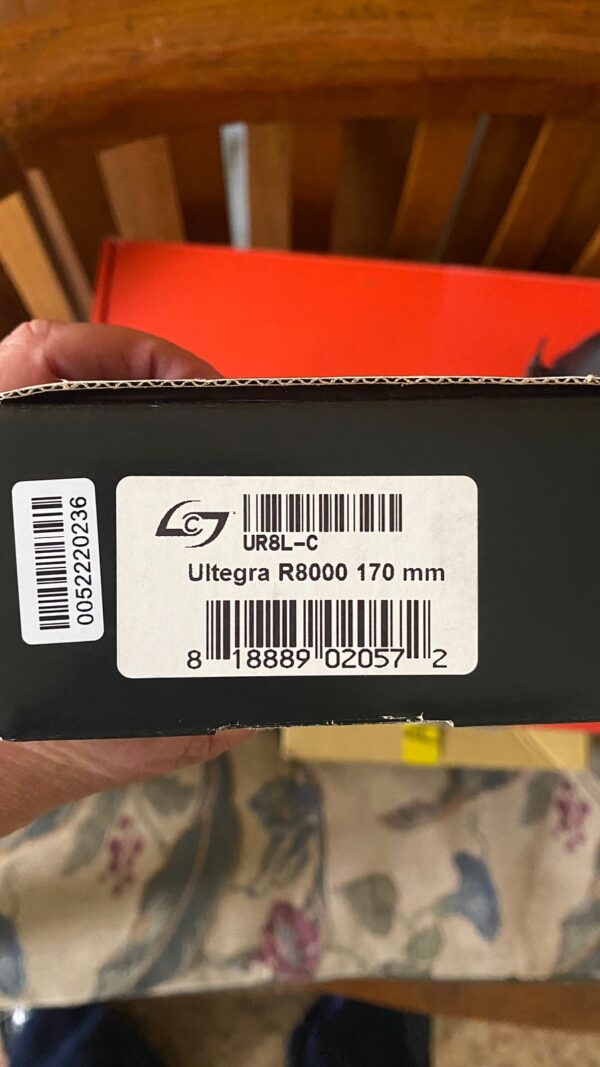 0052220236
C
UR8L-C
Ultegra R8000 170 mm
8 18889 02057 2